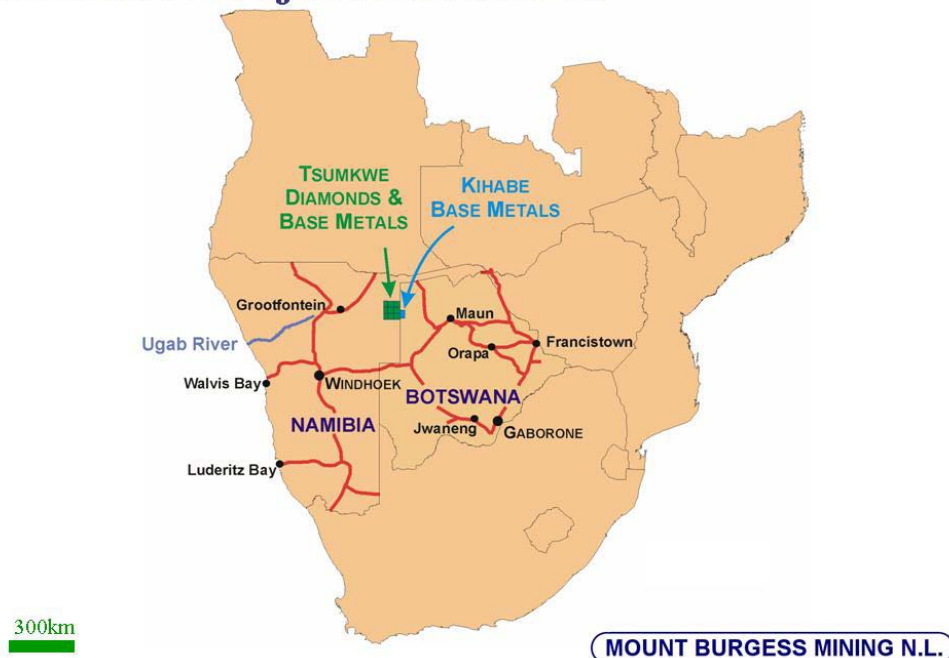 TSUMKWE
DIAMONDS &
BASE METALS
KIHABE
BASE METALS
Grootfontein
Maun
Ugab River
Orapa
Francistown
Walvis Bay
WINDHOEK
BOTSWANA
NAMIBIA
Jwaneng
GABORONE
Luderitz Bay
300km
MOUNT BURGESS MINING N.L.